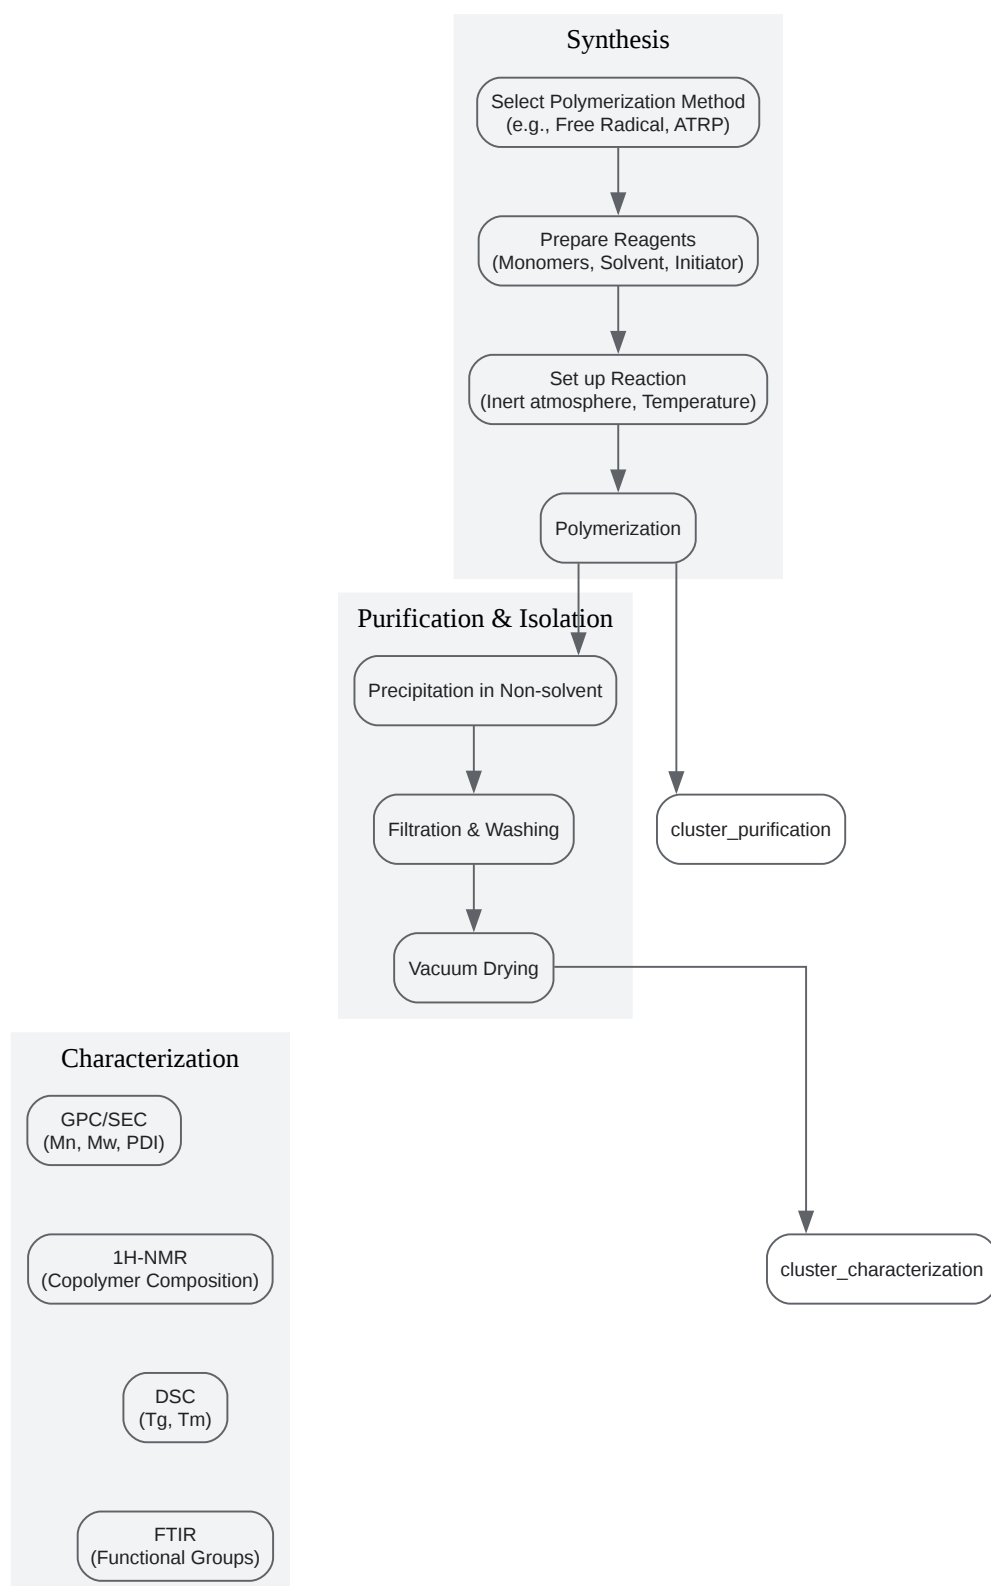 Synthesis
Select Polymerization Method
(e.g., Free Radical, ATRP)
Prepare Reagents
(Monomers, Solvent, Initiator)
Set up Reaction
(Inert atmosphere, Temperature)
Polymerization
Purification & Isolation
Precipitation in Non-solvent
Filtration & Washing
cluster_purification
Vacuum Drying
Characterization
GPC/SEC
(Mn, Mw, PDI)
1H-NMR
(Copolymer Composition)
cluster_characterization
DSC
(Tg, Tm)
FTIR
(Functional Groups)